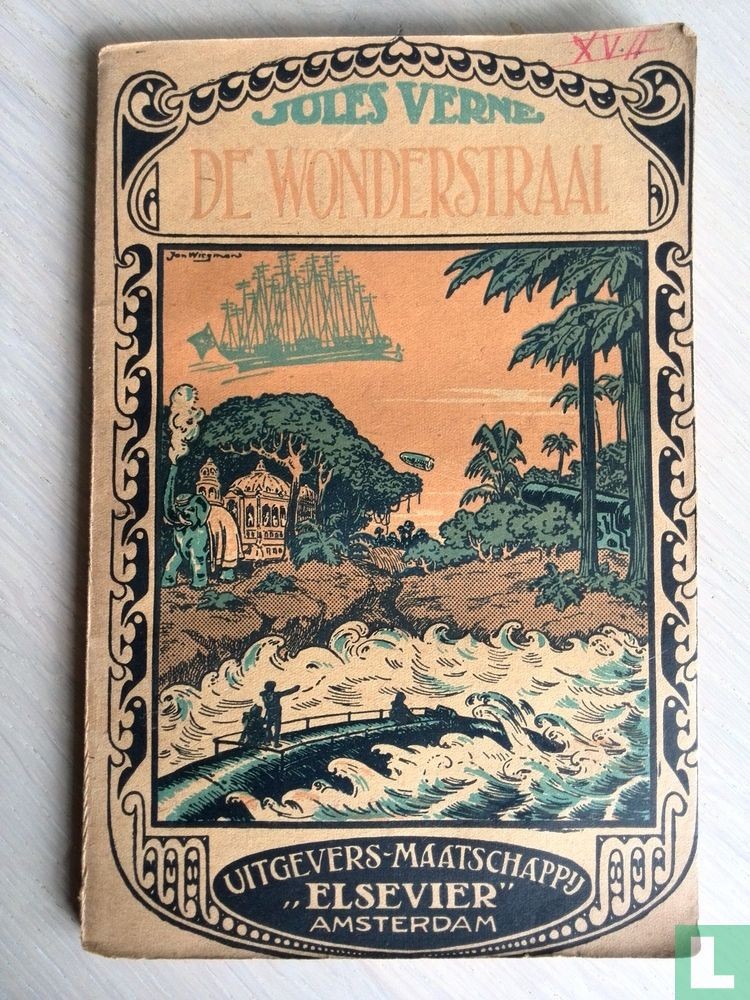 XV.II
JULES VERNE
DE WONDERSTRAAL
Jan Wiegman
UITGEVERS-MAATSCHAPPIJ
„ELSEVIER”
AMSTERDAM
L